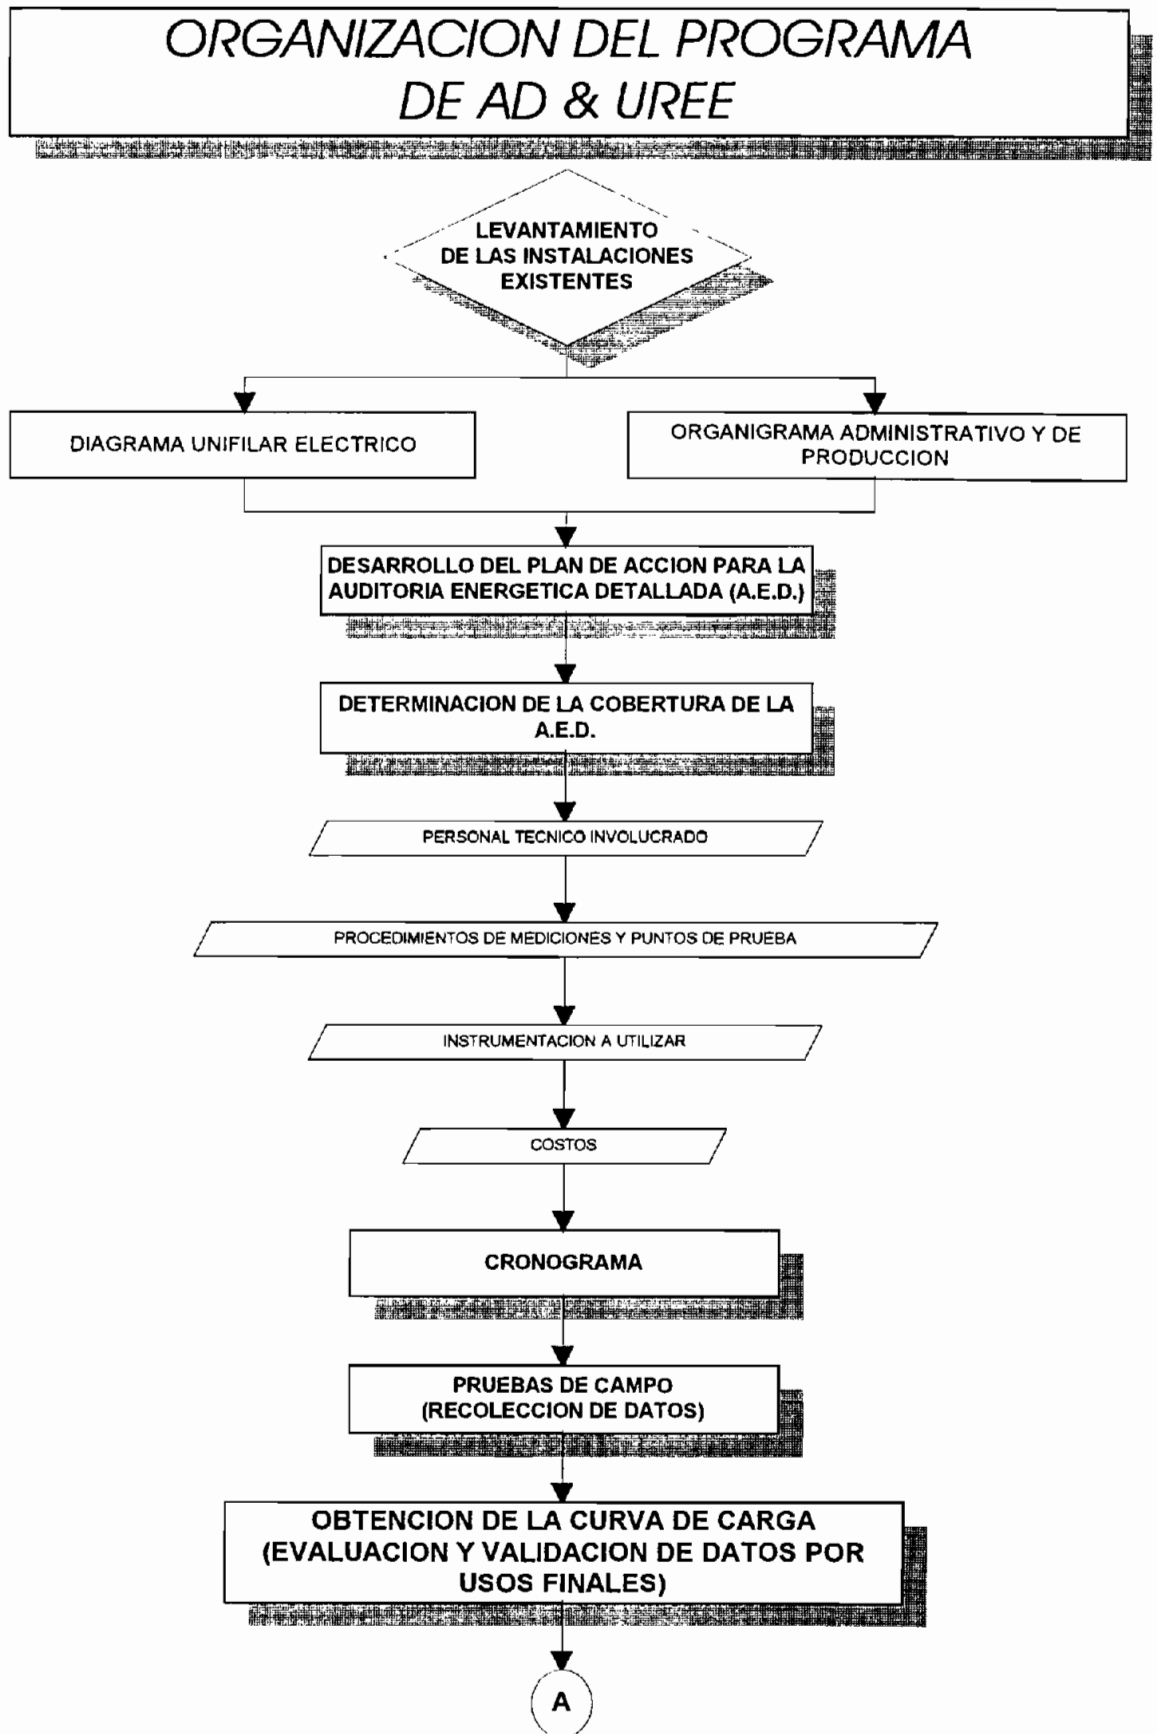 ORGANIZACION DEL PROGRAMA
DE AD & UREE
LEVANTAMIENTO
DE LAS INSTALACIONES
EXISTENTES
DIAGRAMA UNIFILAR ELECTRICO
ORGANIGRAMA ADMINISTRATIVO Y DE
PRODUCCION
DESARROLLO DEL PLAN DE ACCION PARA LA
AUDITORIA ENERGETICA DETALLADA (A.E.D.)
DETERMINACION DE LA COBERTURA DE LA
A.E.D.
PERSONAL TECNICO INVOLUCRADO
PROCEDIMIENTOS DE MEDICIONES Y PUNTOS DE PRUEBA
INSTRUMENTACION A UTILIZAR
COSTOS
CRONOGRAMA
PRUEBAS DE CAMPO
(RECOLECCION DE DATOS)
OBTENCION DE LA CURVA DE CARGA
(EVALUACION Y VALIDACION DE DATOS POR
USOS FINALES)
A